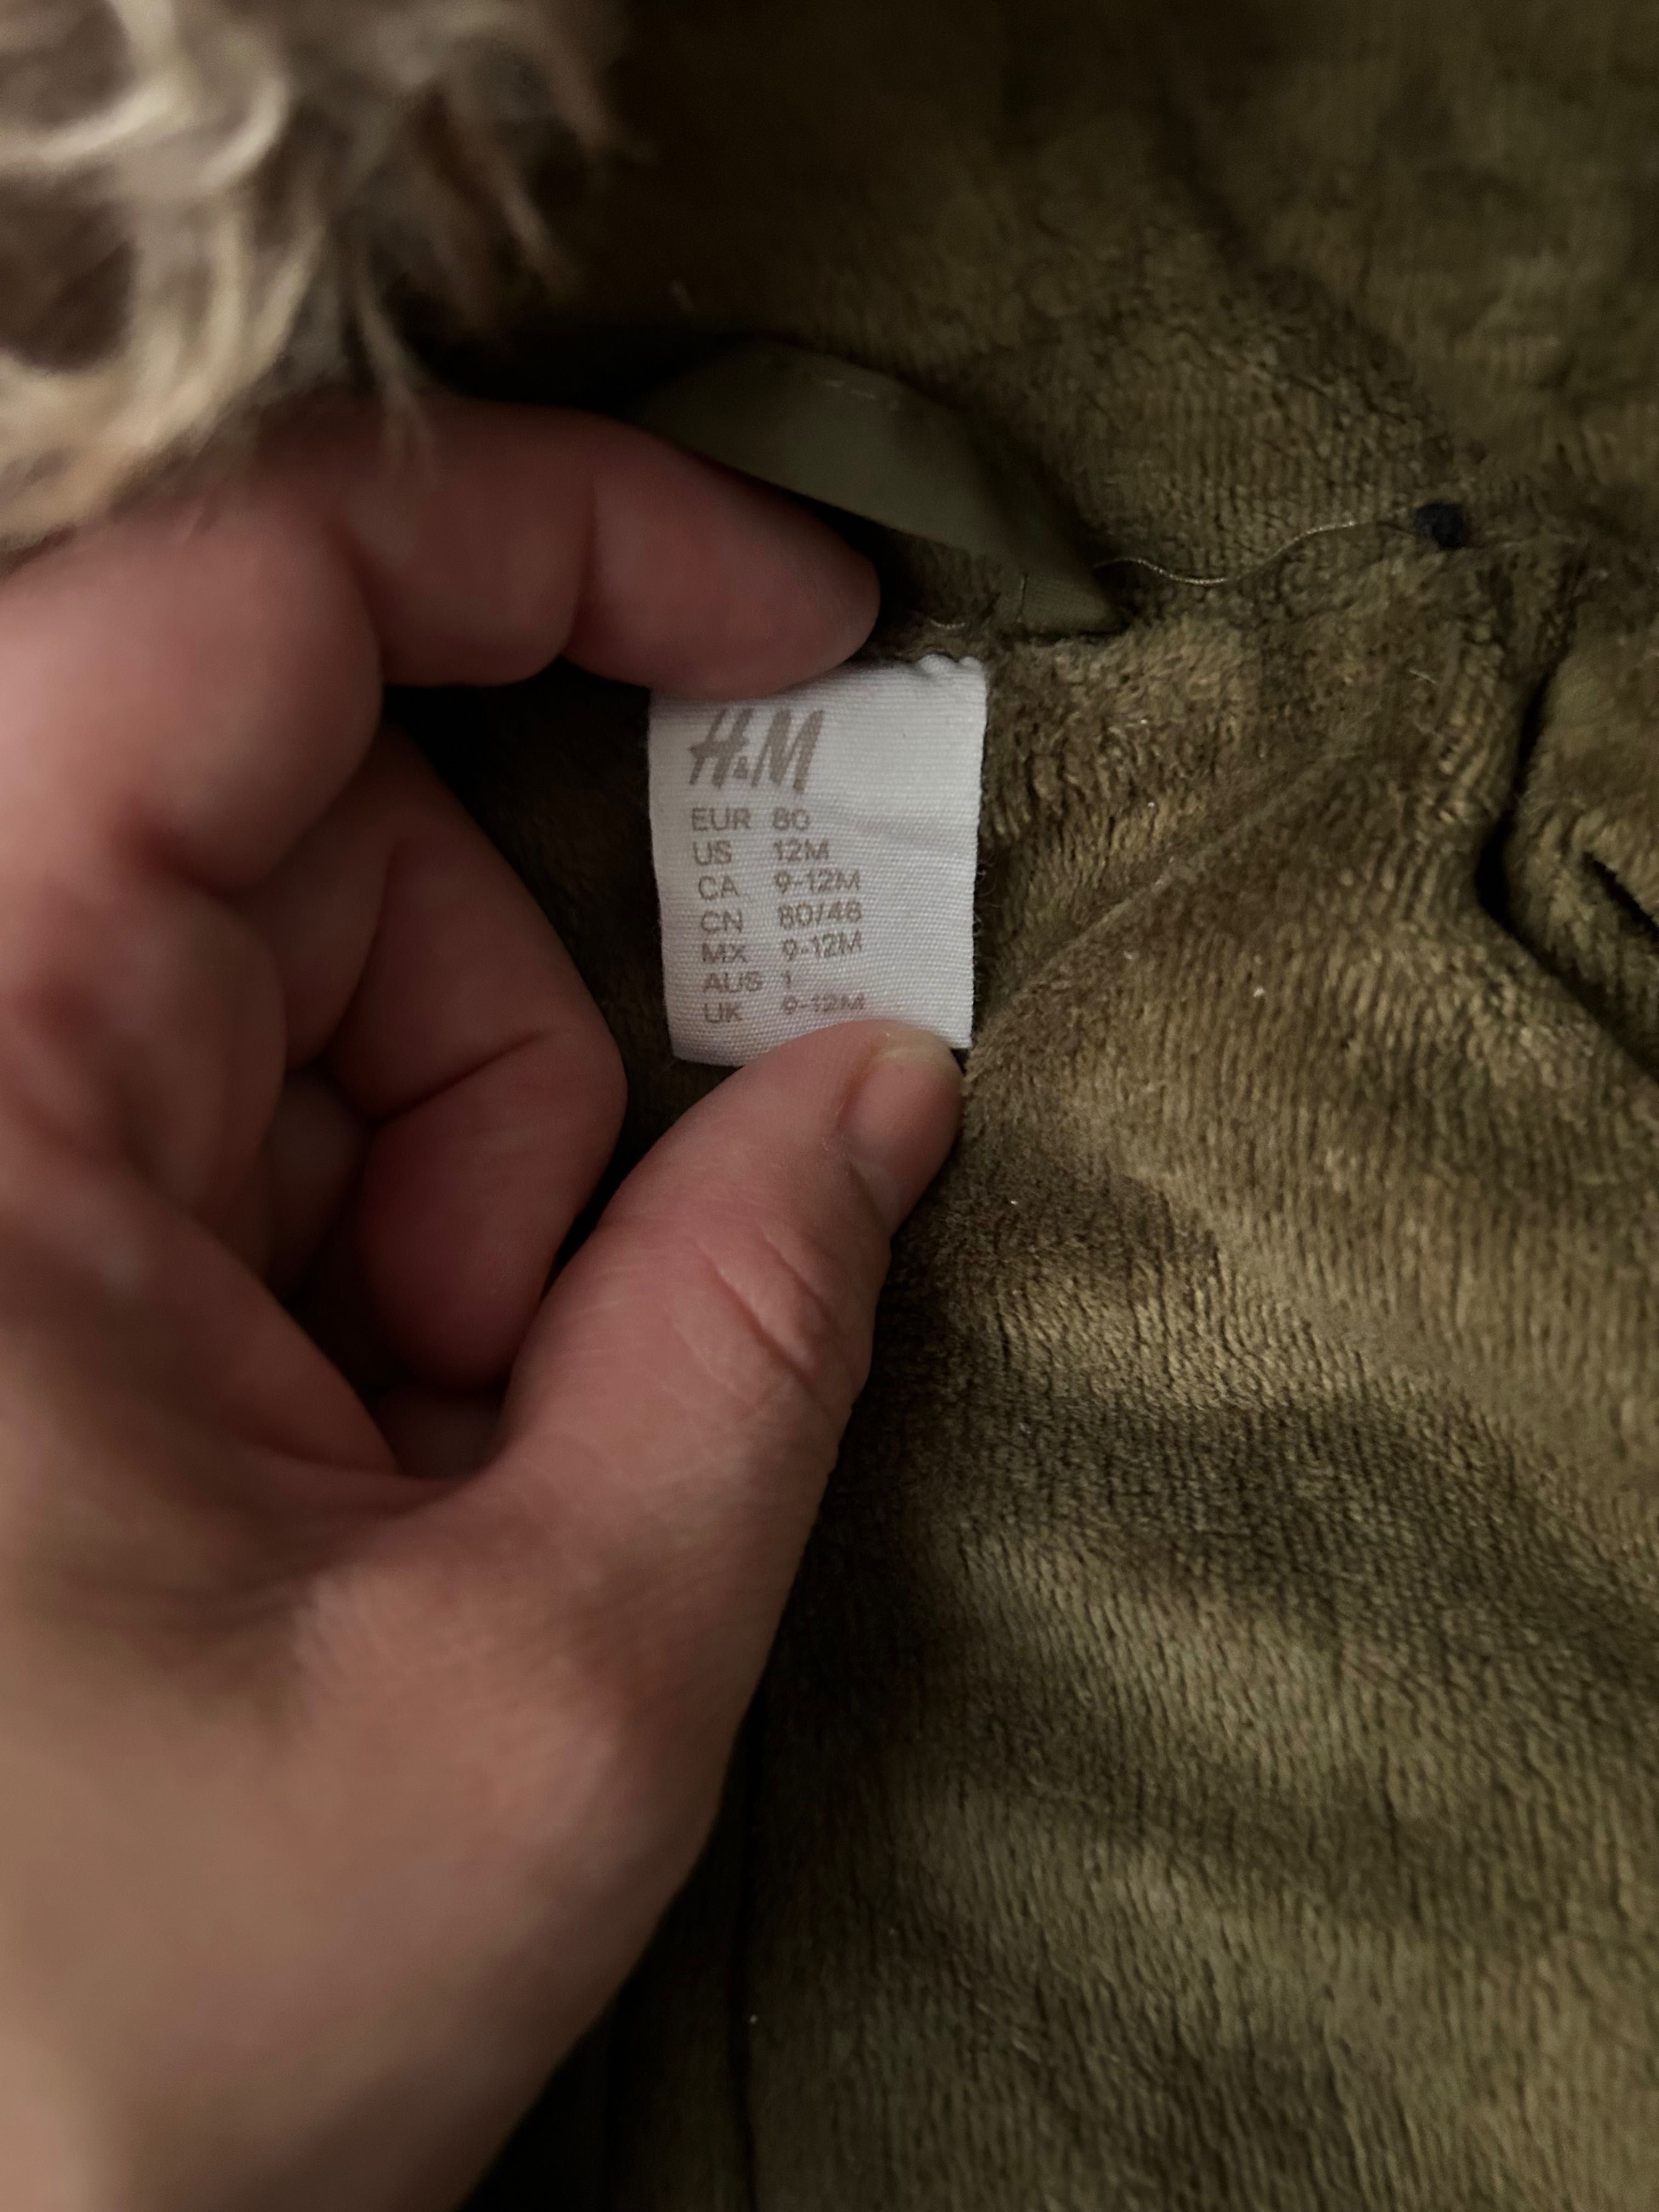 H&M
EUR 80
US 12M
CA 9-12M
CN 80/48
MX 9-12M
AUS 1
UK 9-12M